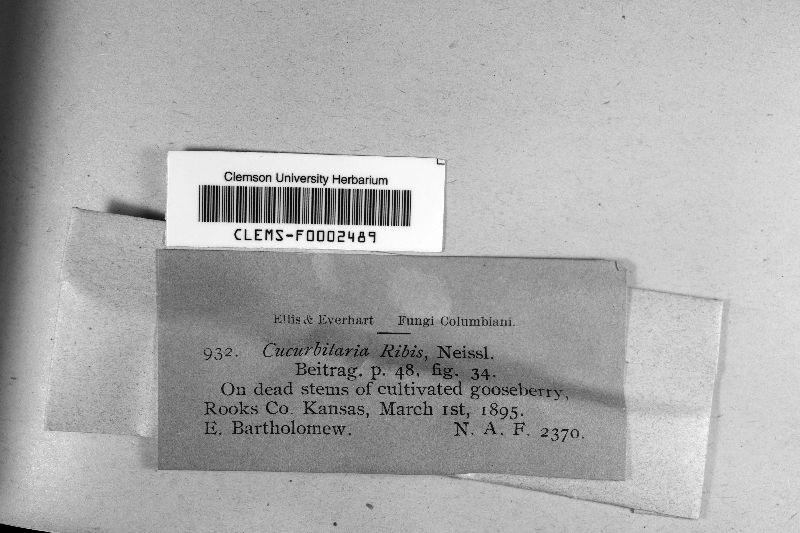 Clemson University Herbarium
CLEMS-F0002489
Ellis & Everhart Fungi Columbiani.
932. Cucurbitaria Ribis, Neissl.
Beitrag. p. 48, fig. 34.
On dead stems of cultivated gooseberry,
Rooks Co. Kansas, March 1st, 1895.
E. Bartholomew. N. A. F. 2370.